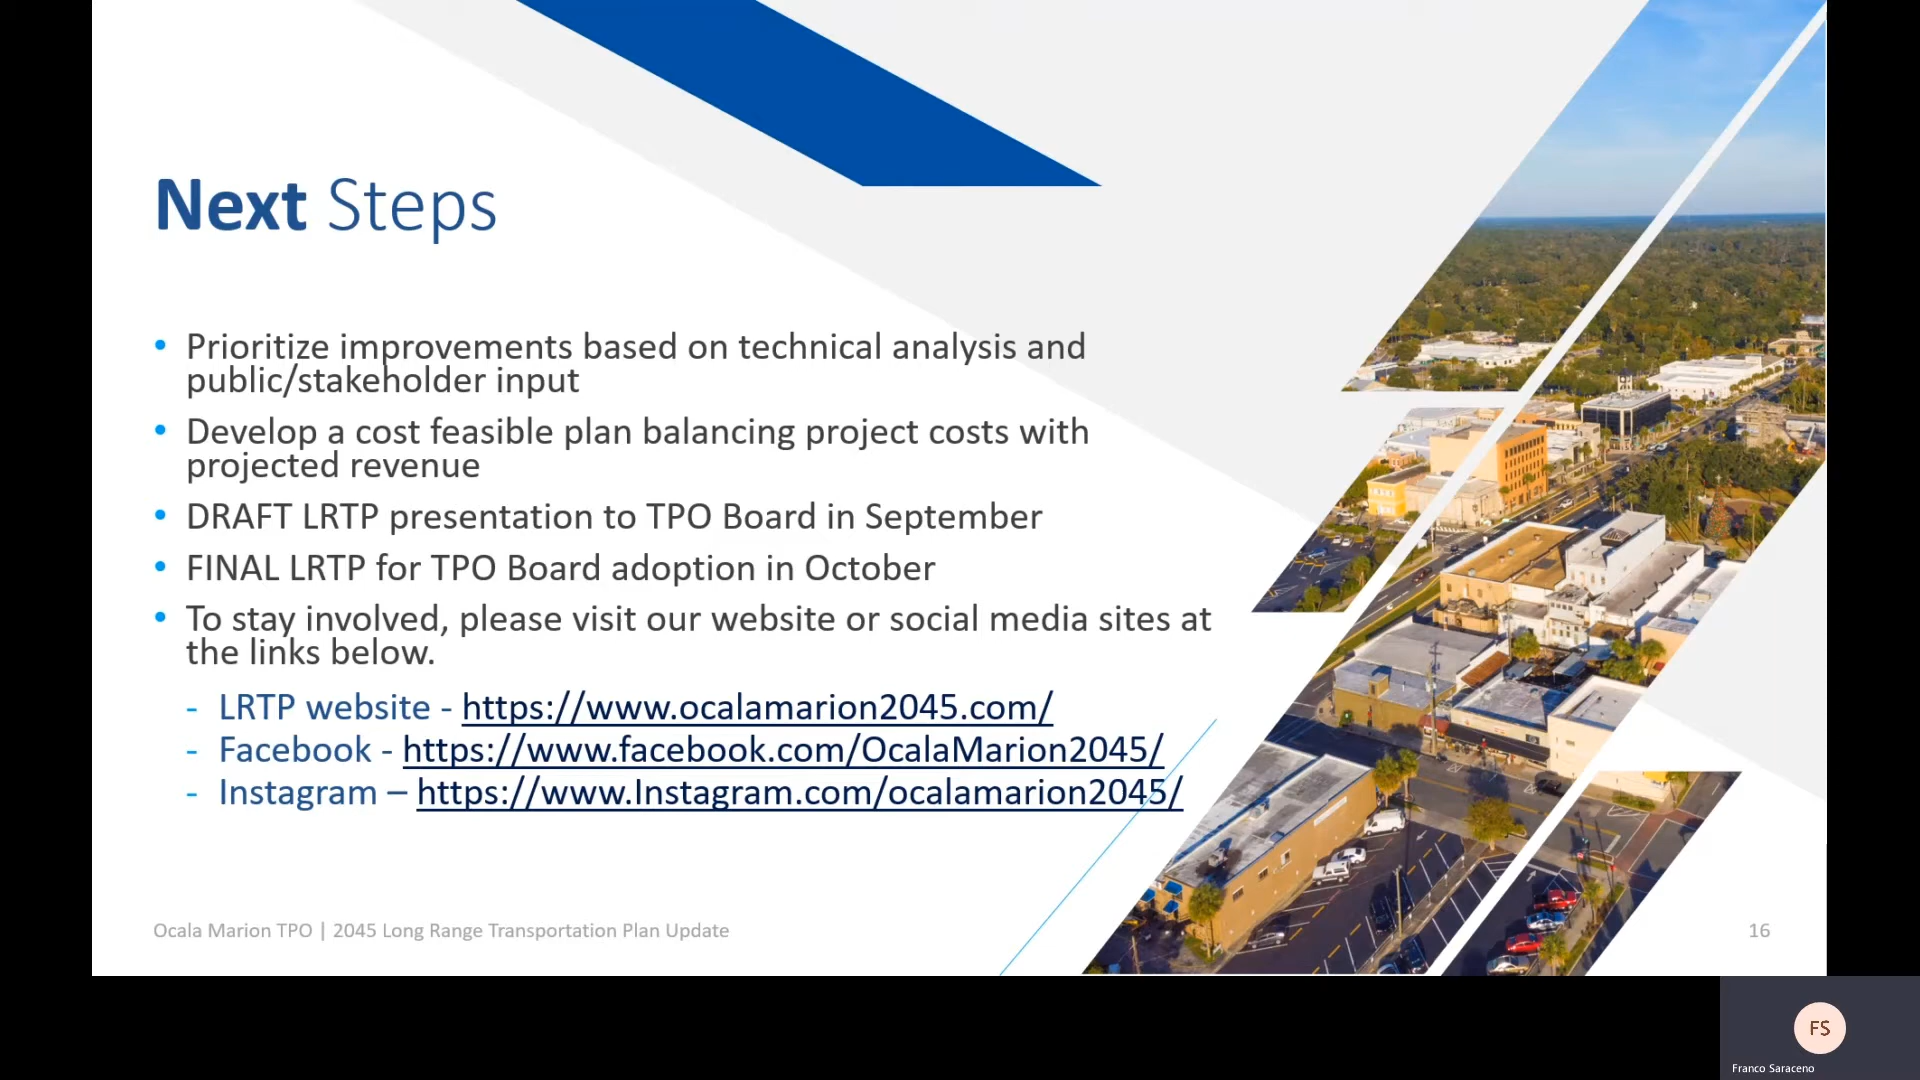 Next Steps
• Prioritize improvements based on technical analysis and
public/stakeholder input
• Develop a cost feasible plan balancing project costs with
projected revenue
• DRAFT LRTP presentation to TPO Board in September
• FINAL LRTP for TPO Board adoption in October
• To stay involved, please visit our website or social media sites at
the links below.
- LRTP website - https://www.ocalamarion2045.com/
- Facebook - https://www.facebook.com/OcalaMarion2045/
- Instagram – https://www.Instagram.com/ocalamarion2045/
Ocala Marion TPO | 2045 Long Range Transportation Plan Update
16
FS
Franco Saraceno